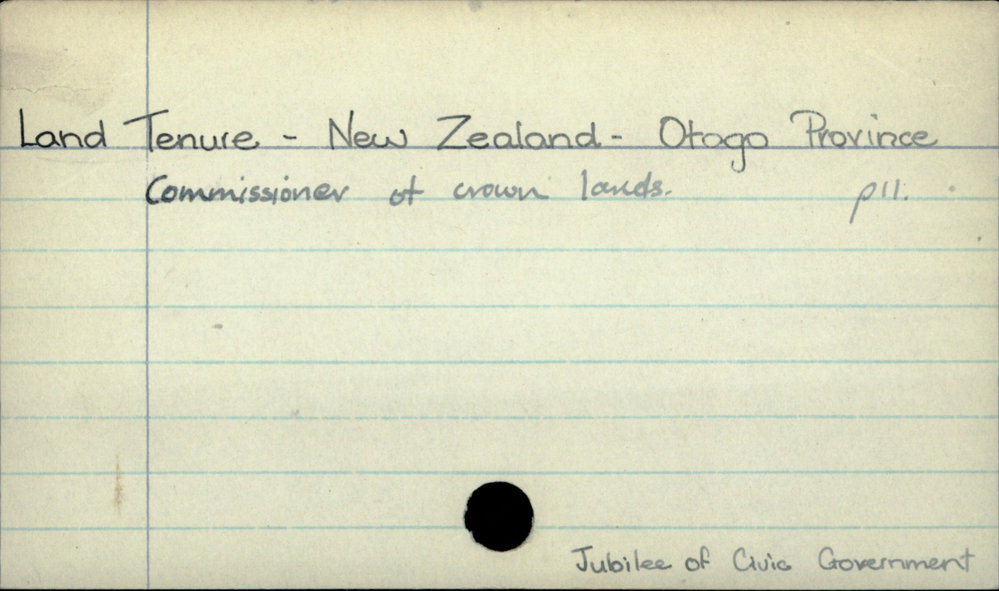 Land Tenure - New Zealand - Otago Province
Commissioner of crown lands. p11.
Jubilee of Civic Government